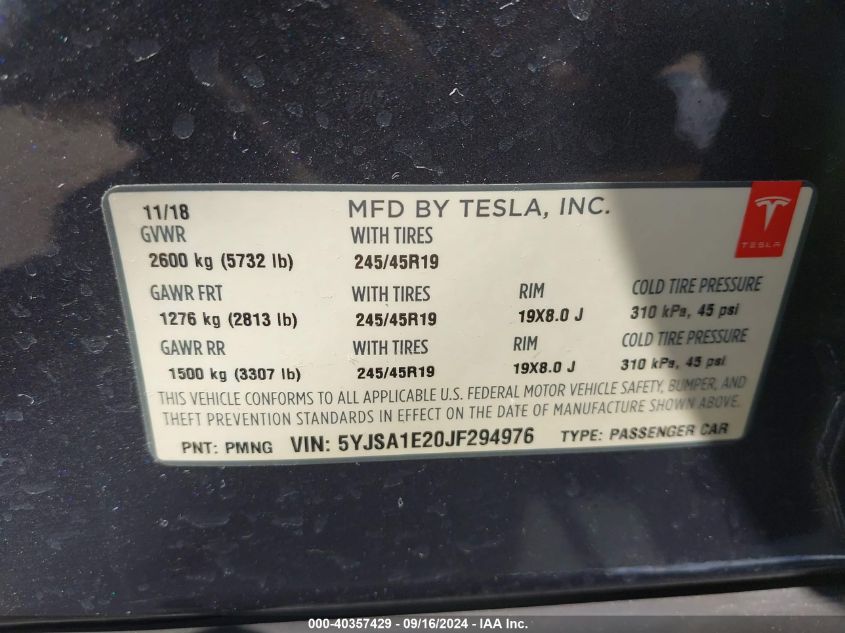 11/18 MFD BY TESLA, INC.
TESLA
GVWR WITH TIRES
2600 kg (5732 lb) 245/45R19
GAWR FRT WITH TIRES RIM COLD TIRE PRESSURE
1276 kg (2813 lb) 245/45R19 19X8.0 J 310 kPa, 45 psi
GAWR RR WITH TIRES RIM COLD TIRE PRESSURE
1500 kg (3307 lb) 245/45R19 19X8.0 J 310 kPa, 45 psi
THIS VEHICLE CONFORMS TO ALL APPLICABLE U.S. FEDERAL MOTOR VEHICLE SAFETY, BUMPER, AND
THEFT PREVENTION STANDARDS IN EFFECT ON THE DATE OF MANUFACTURE SHOWN ABOVE.
PNT: PMNG VIN: 5YJSA1E20JF294976 TYPE: PASSENGER CAR
000-40357429 - 09/16/2024 - IAA Inc.